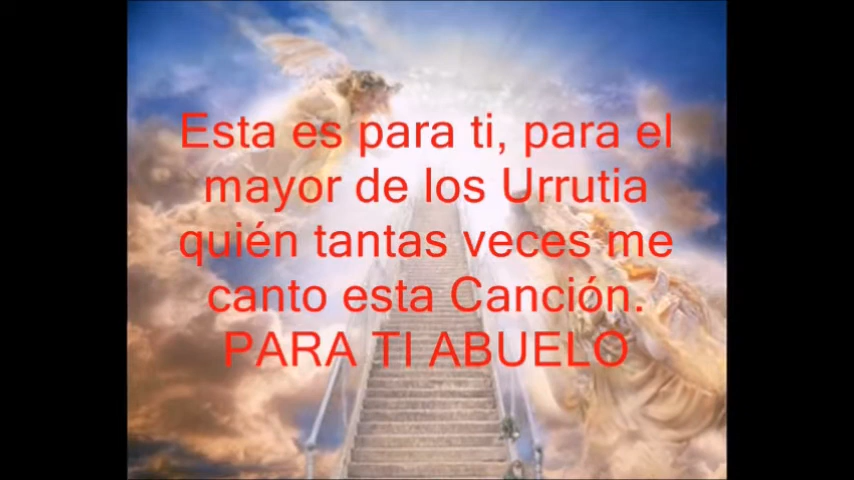 Esta es para ti, para el
mayor de los Urrutia
quién tantas veces me
canto esta Canción.
PARA TI ABUELO